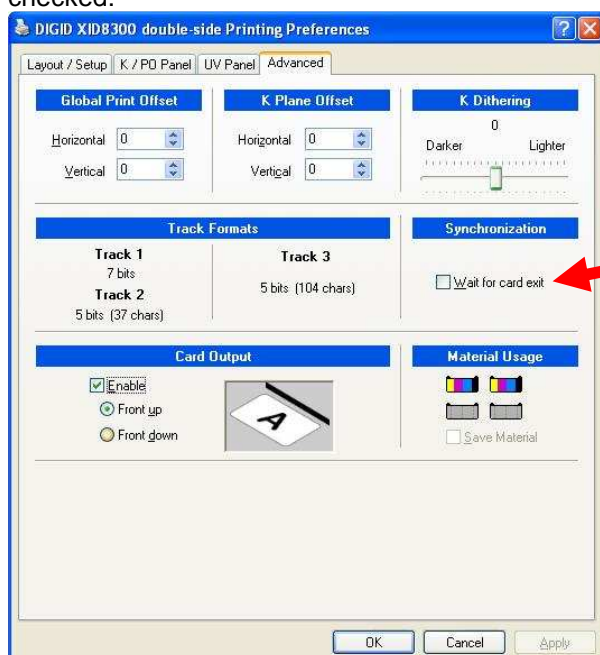 checked.
DIGID XID8300 double-side Printing Preferences
Layout / Setup K / PO Panel UV Panel Advanced
Global Print Offset K Plane Offset K Dithering
0
Horizontal 0 Horizontal 0 Darker Lighter
Vertical 0 Vertical 0
Track Formats Synchronization
Track 1 Track 3
7 bits
5 bits (104 chars) Wait for card exit
Track 2
5 bits (37 chars)
Card Output Material Usage
Enable
Front up
A
Front down Save Material
OK Cancel Apply